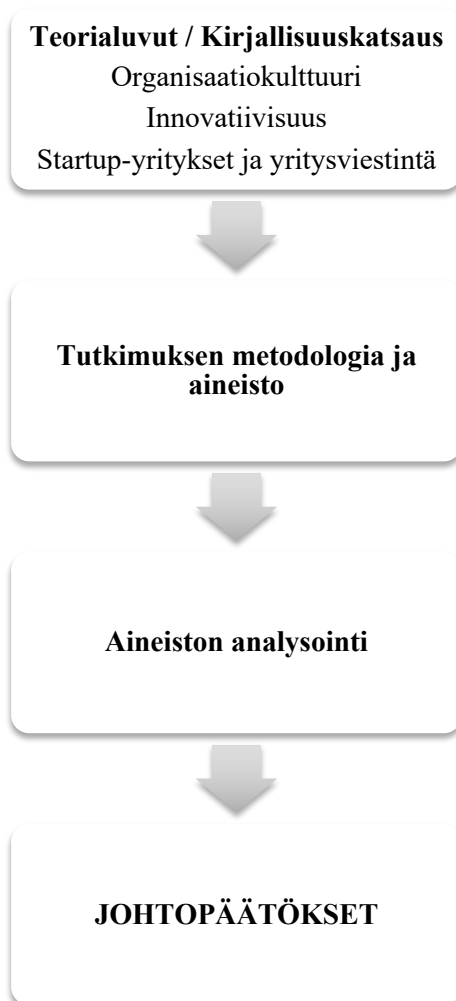 Teorialuvut / Kirjallisuuskatsaus
Organisaatiokulttuuri
Innovatiivisuus
Startup-yritykset ja yritysviestintä
Tutkimuksen metodologia ja
aineisto
Aineiston analysointi
JOHTOPÄÄTÖKSET